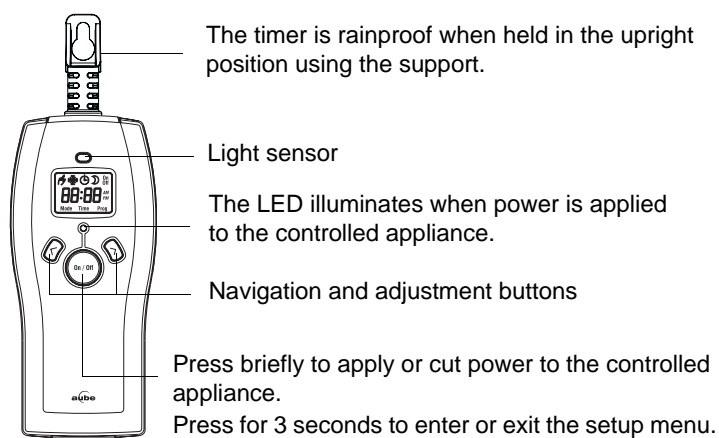 The timer is rainproof when held in the upright
position using the support.
Light sensor
On
Off
88:88 AM
PM
Mode Time Prog
The LED illuminates when power is applied
to the controlled appliance.
On / Off
Navigation and adjustment buttons
Press briefly to apply or cut power to the controlled
appliance.
aube
Press for 3 seconds to enter or exit the setup menu.